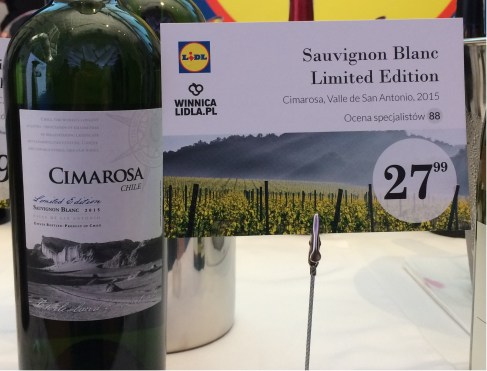 CIMAROSA
CHILE
Limited Edition
SAUVIGNON BLANC 2015
LIDL
WINNICA
LIDLA.PL
Sauvignon Blanc
Limited Edition
Cimarosa, Valle de San Antonio, 2015
Ocena specjalistów 88
27 99